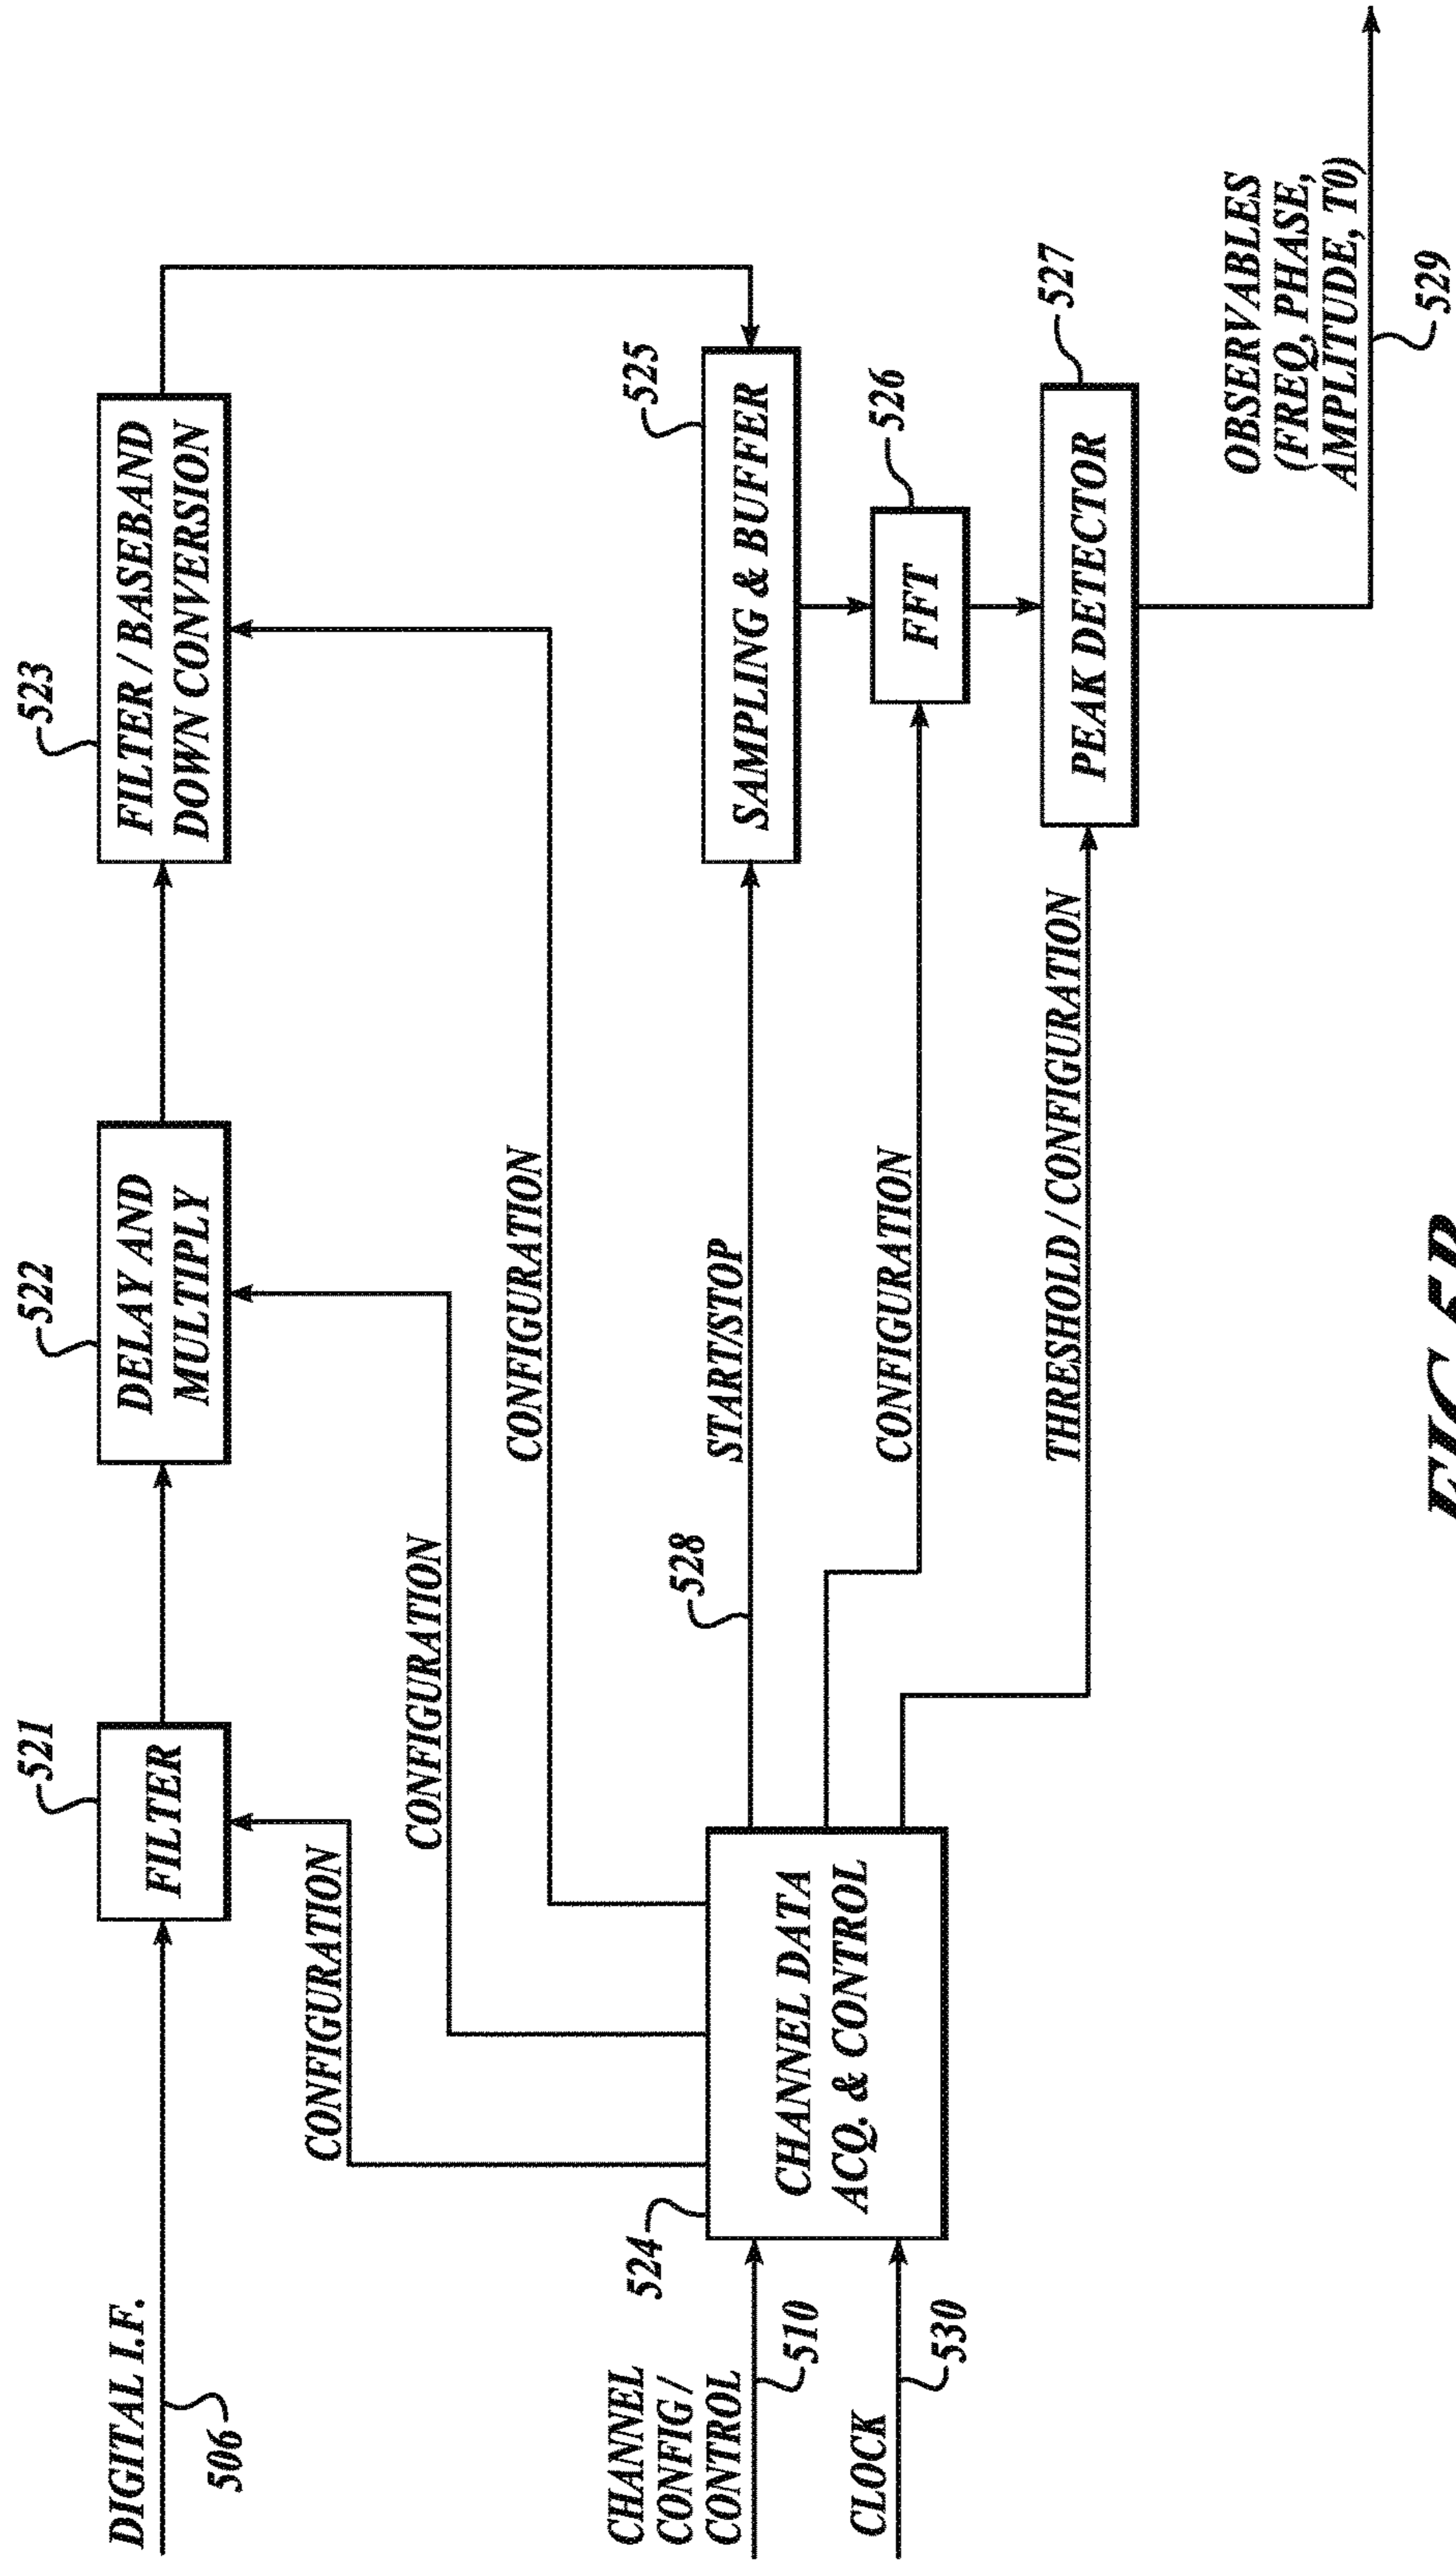 DIGITAL I.F.
506
521
FILTER
522
DELAY AND
MULTIPLY
523
FILTER / BASEBAND
DOWN CONVERSION
CONFIGURATION
CONFIGURATION
CONFIGURATION
CHANNEL
CONFIG /
CONTROL
510
CLOCK
530
524
CHANNEL DATA
ACQ. & CONTROL
528
START/STOP
CONFIGURATION
THRESHOLD / CONFIGURATION
525
SAMPLING & BUFFER
526
FFT
527
PEAK DETECTOR
OBSERVABLES
(FREQ, PHASE,
AMPLITUDE, T0)
529
FIG. 5B